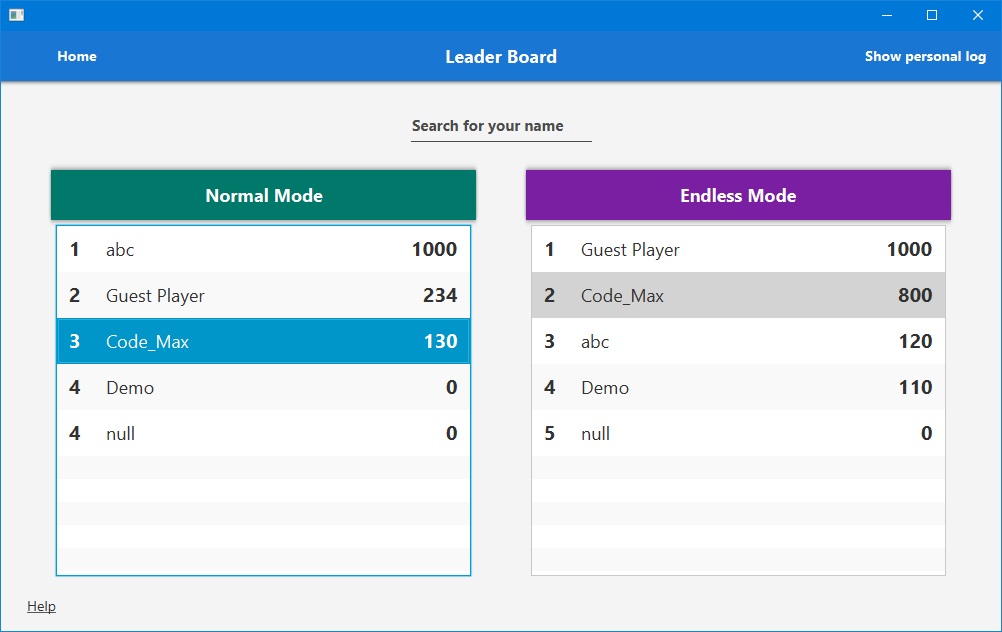 Home Leader Board Show personal log
Search for your name
Normal Mode
1 abc 1000
2 Guest Player 234
3 Code_Max 130
4 Demo 0
4 null 0
Endless Mode
1 Guest Player 1000
2 Code_Max 800
3 abc 120
4 Demo 110
5 null 0
Help